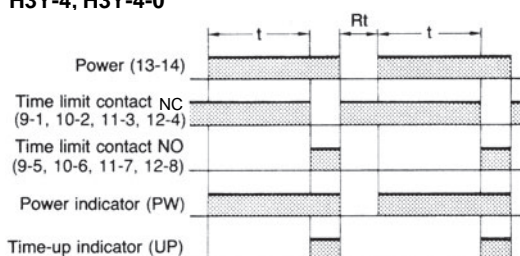 H3Y-4, H3Y-4-0
t Rt t
Power (13-14)
Time limit contact NC
(9-1, 10-2, 11-3, 12-4)
Time limit contact NO
(9-5, 10-6, 11-7, 12-8)
Power indicator (PW)
Time-up indicator (UP)